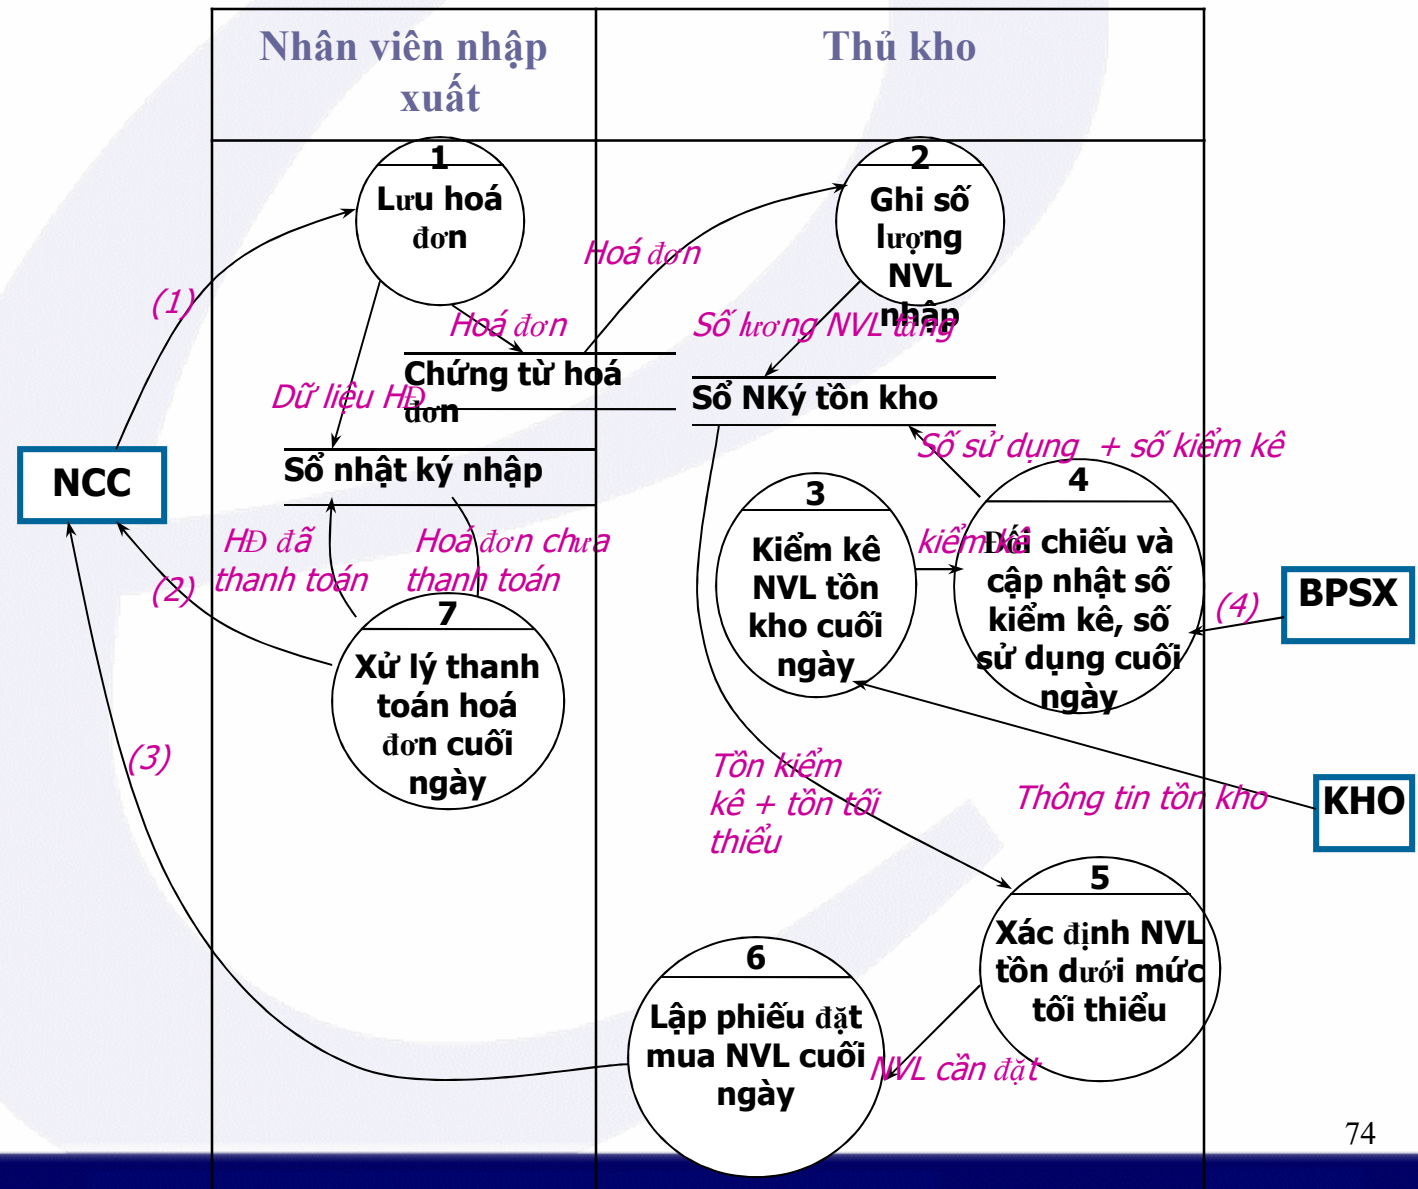 Nhân viên nhập
xuất
Thủ kho
1
Lưu hoá
đơn
2
Ghi số
lượng
NVL
nhập
Hoá đơn
(1)
Hoá đơn
Số lương NVL tăng
Chứng từ hoá
đơn
Dữ liệu HĐ
Sổ NKý tồn kho
Số sử dụng + số kiểm kê
Sổ nhật ký nhập
NCC
3
Kiểm kê
NVL tồn
kho cuối
ngày
kiểm kê
4
Đối chiếu và
cập nhật số
kiểm kê, số
sử dụng cuối
ngày
HĐ đã
thanh toán
Hoá đơn chưa
thanh toán
(2)
(4)
BPSX
7
Xử lý thanh
toán hoá
đơn cuối
ngày
(3)
Tồn kiểm
kê + tồn tối
thiểu
Thông tin tồn kho
KHO
5
Xác định NVL
tồn dưới mức
tối thiểu
6
Lập phiếu đặt
mua NVL cuối
ngày
NVL cần đặt
74